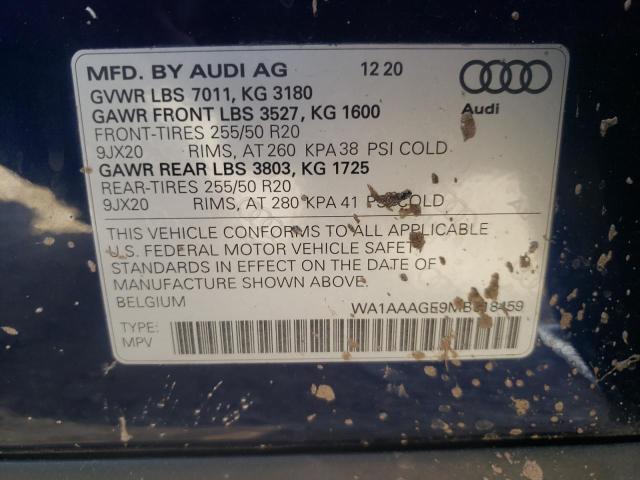 MFD. BY AUDI AG 12 20
GVWR LBS 7011, KG 3180
GAWR FRONT LBS 3527, KG 1600
Audi
FRONT-TIRES 255/50 R20
9JX20 RIMS, AT 260 KPA 38 PSI COLD
GAWR REAR LBS 3803, KG 1725
REAR-TIRES 255/50 R20
9JX20 RIMS, AT 280 KPA 41 PSI COLD
THIS VEHICLE CONFORMS TO ALL APPLICABLE
U.S. FEDERAL MOTOR VEHICLE SAFETY
STANDARDS IN EFFECT ON THE DATE OF
MANUFACTURE SHOWN ABOVE.
BELGIUM
TYPE:
MPV